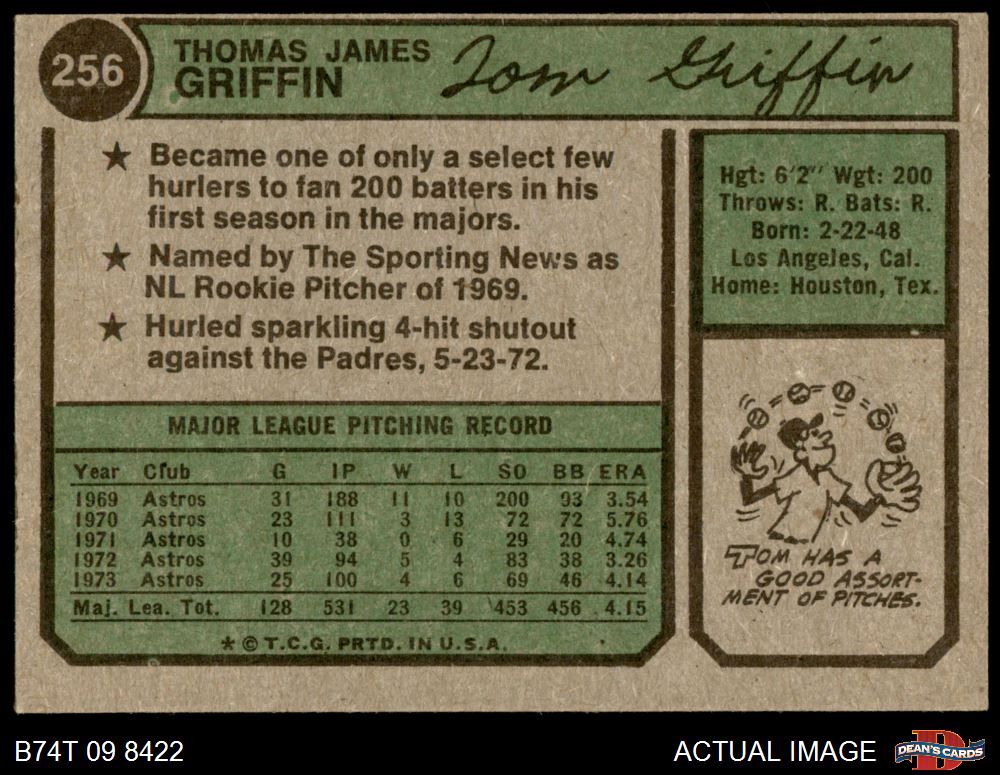 256
THOMAS JAMES
GRIFFIN
Tom Griffin
★ Became one of only a select few
hurlers to fan 200 batters in his
first season in the majors.
★ Named by The Sporting News as
NL Rookie Pitcher of 1969.
★ Hurled sparkling 4-hit shutout
against the Padres, 5-23-72.
Hgt: 6'2" Wgt: 200
Throws: R. Bats: R.
Born: 2-22-48
Los Angeles, Cal.
Home: Houston, Tex.
MAJOR LEAGUE PITCHING RECORD
Year Club G IP W L SO BB ERA
1969 Astros 31 188 11 10 200 93 3.54
1970 Astros 23 111 3 13 72 72 5.76
1971 Astros 10 38 0 6 29 20 4.74
1972 Astros 39 94 5 4 83 38 3.26
1973 Astros 25 100 4 6 69 46 4.14
Maj. Lea. Tot. 128 531 23 39 453 456 4.15
* © T.C.G. PRTD. IN U.S.A.
TOM HAS A
GOOD ASSORT-
MENT OF PITCHES.
B74T 09 8422
ACTUAL IMAGE
DEAN'S CARDS